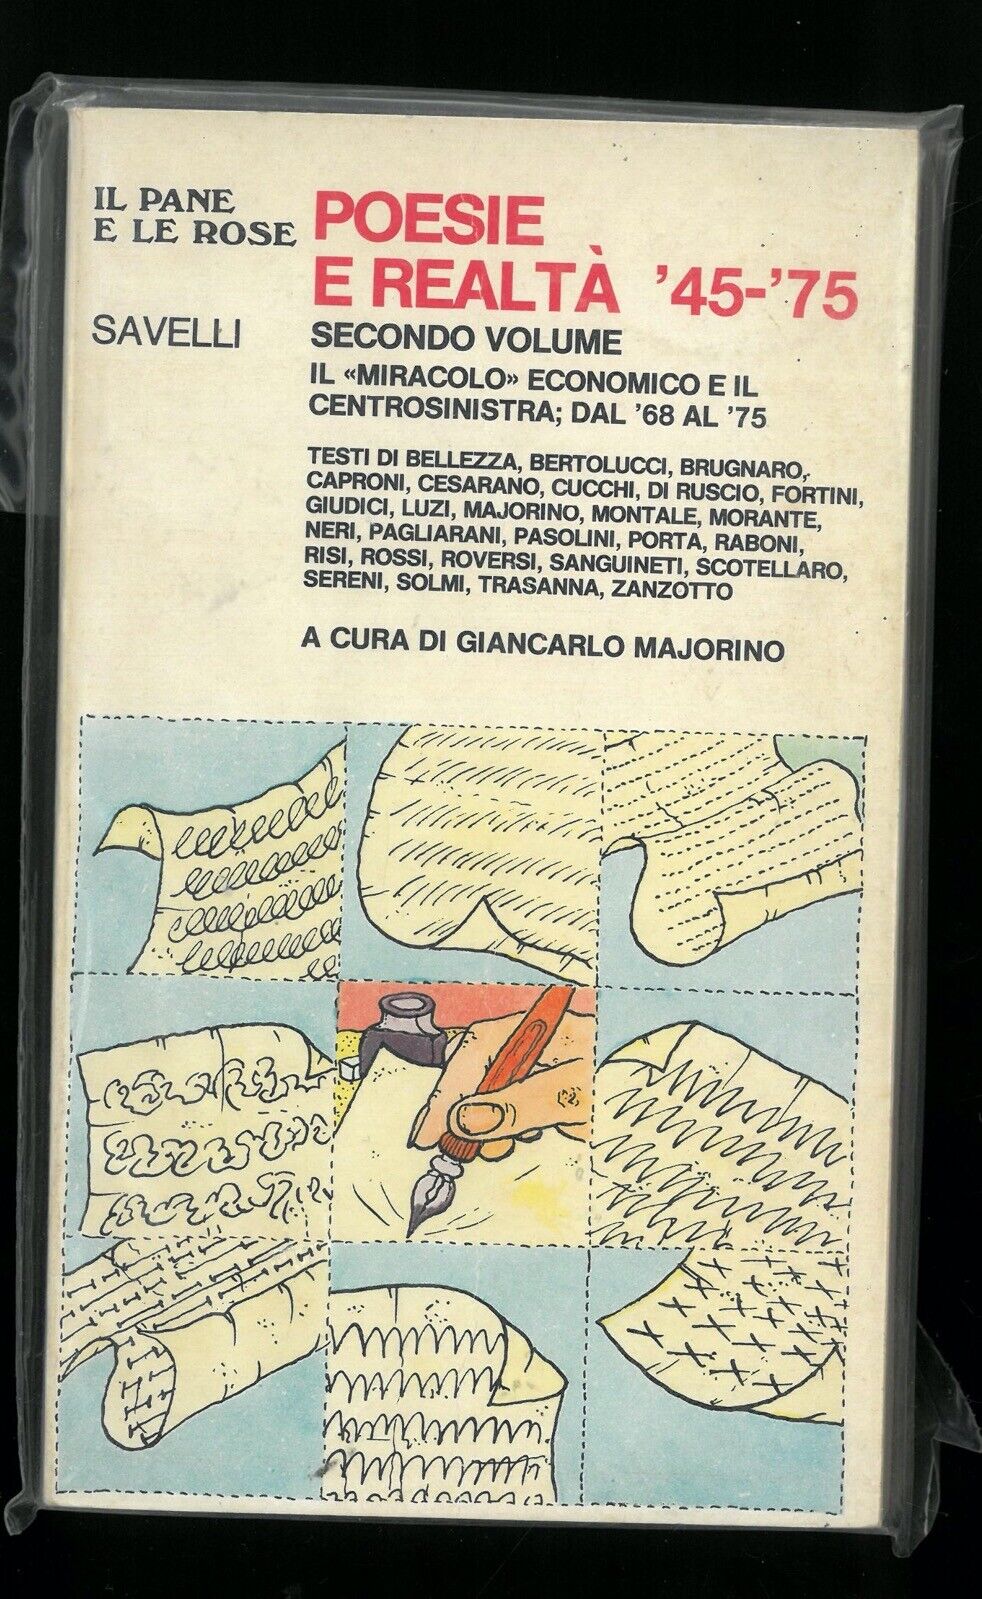 IL PANE
E LE ROSE
SAVELLI
POESIE
E REALTÀ '45-'75
SECONDO VOLUME
IL «MIRACOLO» ECONOMICO E IL
CENTROSINISTRA; DAL '68 AL '75
TESTI DI BELLEZZA, BERTOLUCCI, BRUGNARO,
CAPRONI, CESARANO, CUCCHI, DI RUSCIO, FORTINI,
GIUDICI, LUZI, MAJORINO, MONTALE, MORANTE,
NERI, PAGLIARANI, PASOLINI, PORTA, RABONI,
RISI, ROSSI, ROVERSI, SANGUINETI, SCOTELLARO,
SERENI, SOLMI, TRASANNA, ZANZOTTO
A CURA DI GIANCARLO MAJORINO